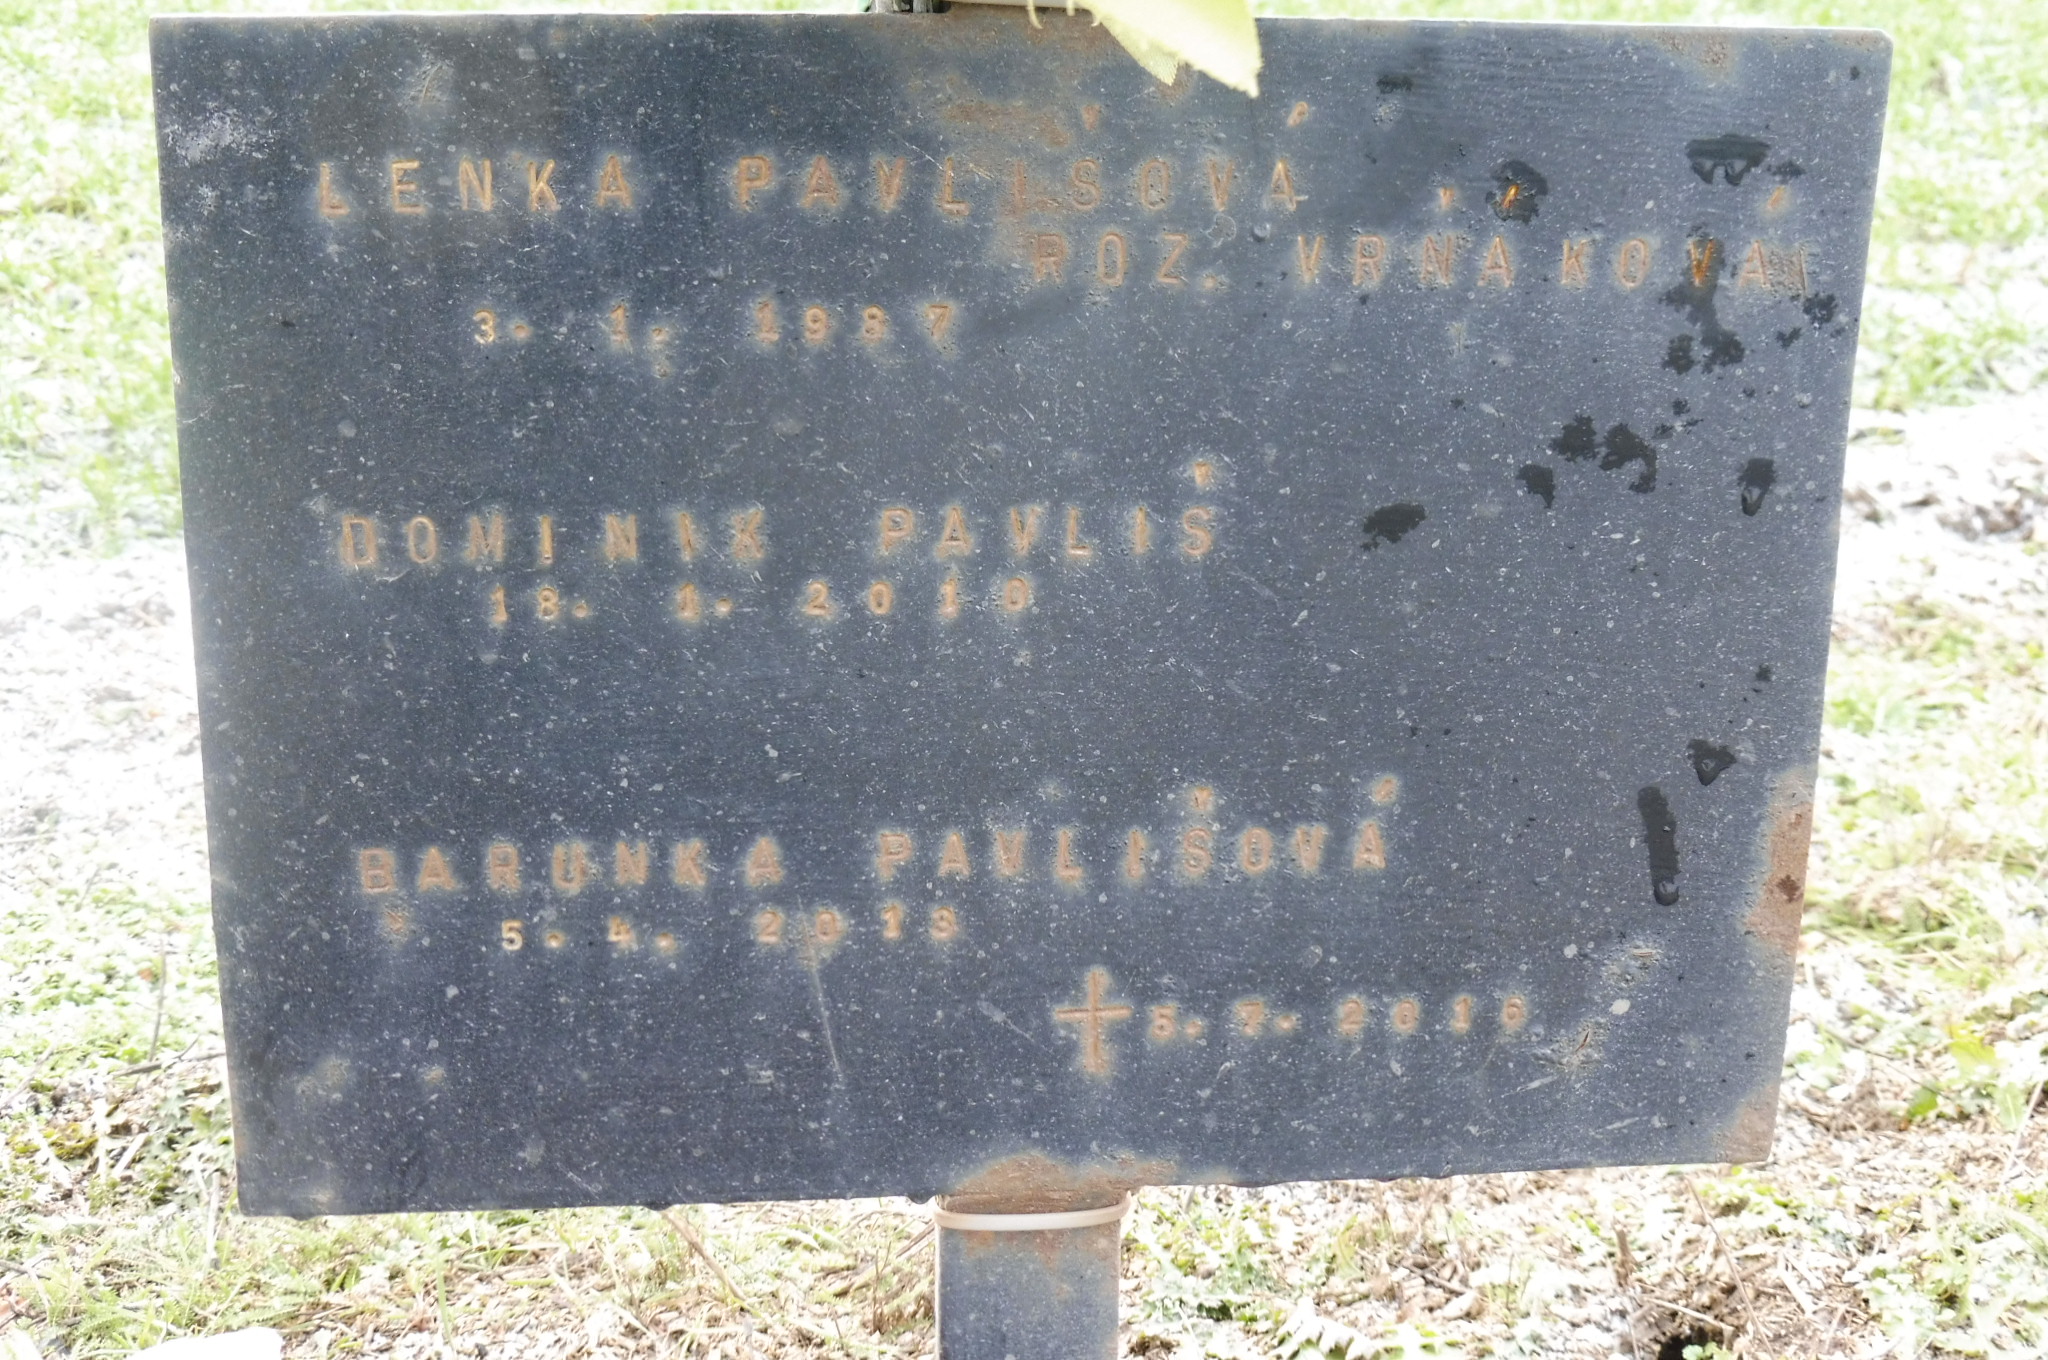 LENKA PAVLIŠOVÁ
ROZ. VRŇÁKOVÁ
3. 1. 1987
DOMINIK PAVLIŠ
18. 1. 2010
BARUNKA PAVLIŠOVÁ
* 5. 4. 2013
✝ 5. 7. 2016